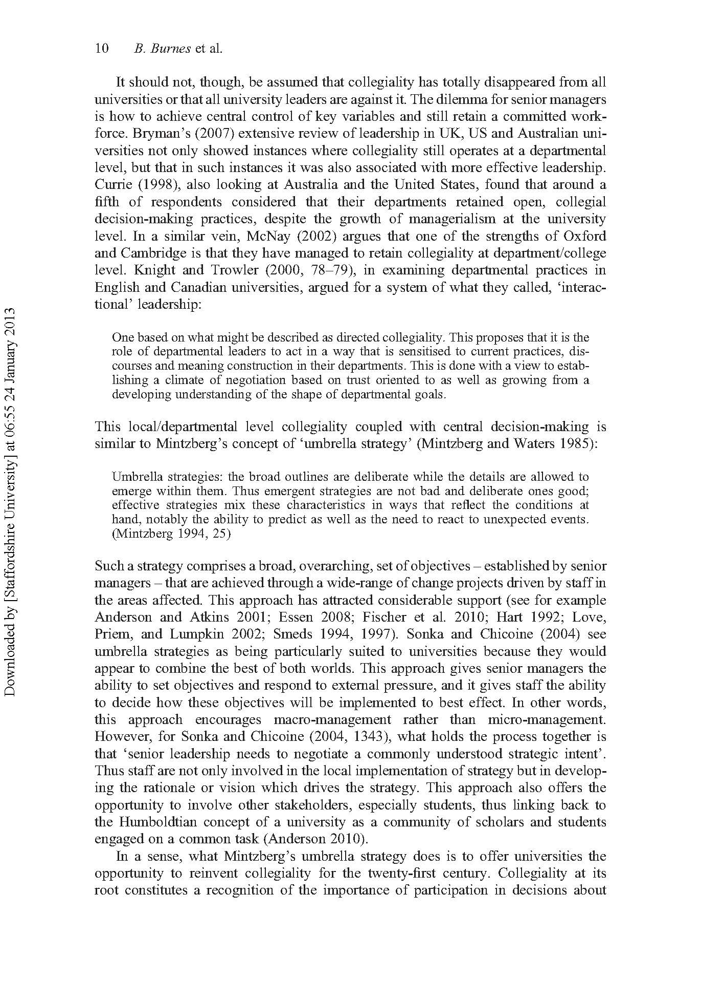 10 B. Burnes et al.
It should not, though, be assumed that collegiality has totally disappeared from all
universities or that all university leaders are against it. The dilemma for senior managers
is how to achieve central control of key variables and still retain a committed work-
force. Bryman’s (2007) extensive review of leadership in UK, US and Australian uni-
versities not only showed instances where collegiality still operates at a departmental
level, but that in such instances it was also associated with more effective leadership.
Currie (1998), also looking at Australia and the United States, found that around a
fifth of respondents considered that their departments retained open, collegial
decision-making practices, despite the growth of managerialism at the university
level. In a similar vein, McNay (2002) argues that one of the strengths of Oxford
and Cambridge is that they have managed to retain collegiality at department/college
level. Knight and Trowler (2000, 78–79), in examining departmental practices in
English and Canadian universities, argued for a system of what they called, ‘interac-
tional’ leadership:
One based on what might be described as directed collegiality. This proposes that it is the
role of departmental leaders to act in a way that is sensitised to current practices, dis-
courses and meaning construction in their departments. This is done with a view to estab-
lishing a climate of negotiation based on trust oriented to as well as growing from a
developing understanding of the shape of departmental goals.
This local/departmental level collegiality coupled with central decision-making is
similar to Mintzberg’s concept of ‘umbrella strategy’ (Mintzberg and Waters 1985):
Umbrella strategies: the broad outlines are deliberate while the details are allowed to
emerge within them. Thus emergent strategies are not bad and deliberate ones good;
effective strategies mix these characteristics in ways that reflect the conditions at
hand, notably the ability to predict as well as the need to react to unexpected events.
(Mintzberg 1994, 25)
Such a strategy comprises a broad, overarching, set of objectives – established by senior
managers – that are achieved through a wide-range of change projects driven by staff in
the areas affected. This approach has attracted considerable support (see for example
Anderson and Atkins 2001; Essen 2008; Fischer et al. 2010; Hart 1992; Love,
Priem, and Lumpkin 2002; Smeds 1994, 1997). Sonka and Chicoine (2004) see
umbrella strategies as being particularly suited to universities because they would
appear to combine the best of both worlds. This approach gives senior managers the
ability to set objectives and respond to external pressure, and it gives staff the ability
to decide how these objectives will be implemented to best effect. In other words,
this approach encourages macro-management rather than micro-management.
However, for Sonka and Chicoine (2004, 1343), what holds the process together is
that ‘senior leadership needs to negotiate a commonly understood strategic intent’.
Thus staff are not only involved in the local implementation of strategy but in develop-
ing the rationale or vision which drives the strategy. This approach also offers the
opportunity to involve other stakeholders, especially students, thus linking back to
the Humboldtian concept of a university as a community of scholars and students
engaged on a common task (Anderson 2010).
In a sense, what Mintzberg’s umbrella strategy does is to offer universities the
opportunity to reinvent collegiality for the twenty-first century. Collegiality at its
root constitutes a recognition of the importance of participation in decisions about
Downloaded by [Staffordshire University] at 06:55 24 January 2013